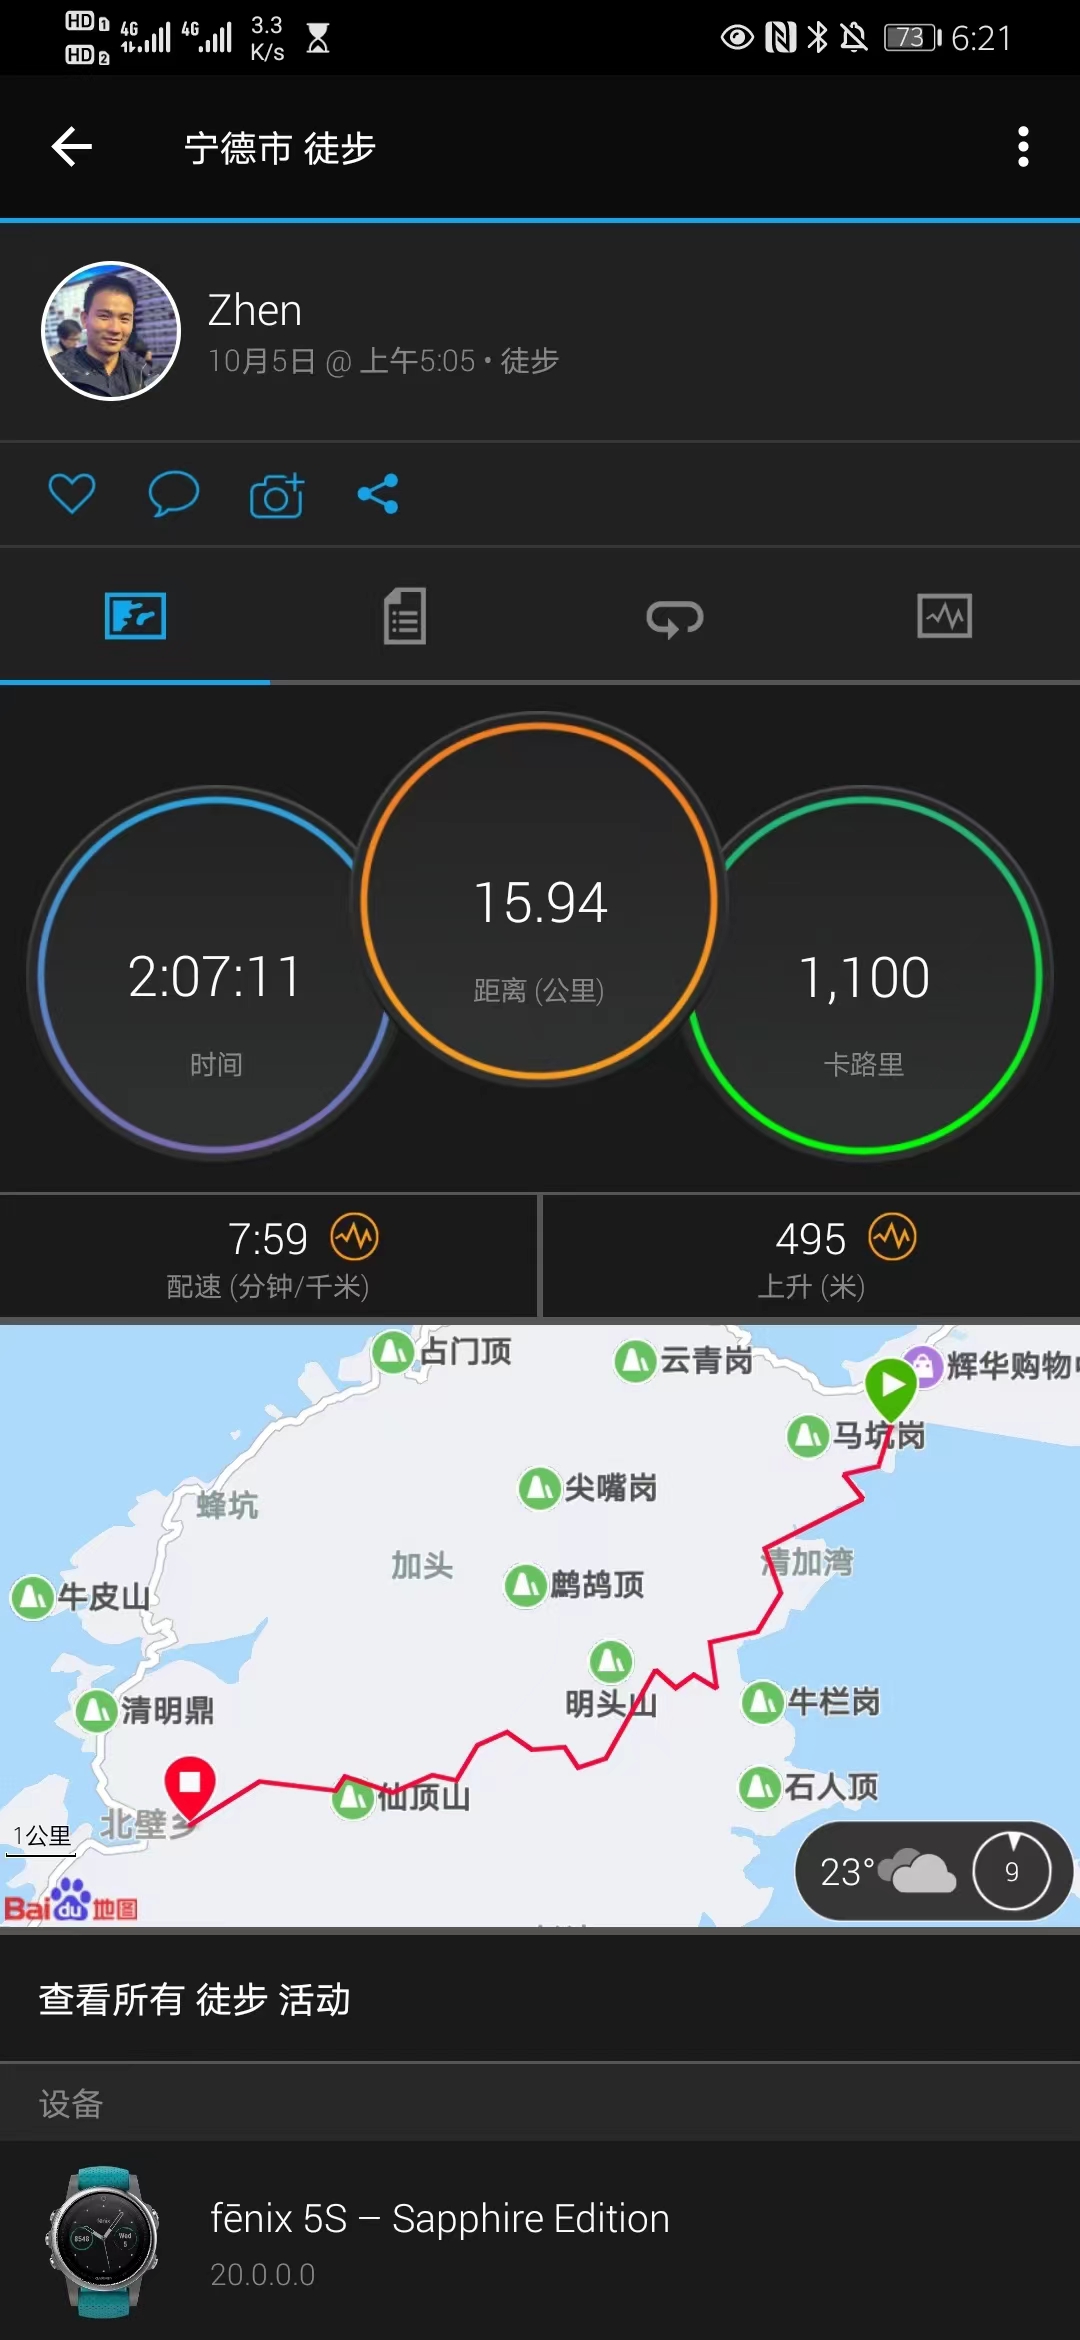 HD 1 4G 4G 3.3 K/s 73 6:21
HD 2
宁德市 徒步
Zhen
10月5日 @ 上午5:05 • 徒步
15.94
距离 (公里)
2:07:11
时间
1,100
卡路里
7:59
配速 (分钟/千米)
495
上升 (米)
占门顶
云青岗
辉华购物
马坑岗
尖嘴岗
蜂坑
加头
清加湾
鹧鸪顶
牛皮山
明头山
牛栏岗
清明鼎
石人顶
仙顶山
北壁乡
1公里
23° 9
Bai du 地图
查看所有 徒步 活动
设备
fēnix 5S – Sapphire Edition
20.0.0.0